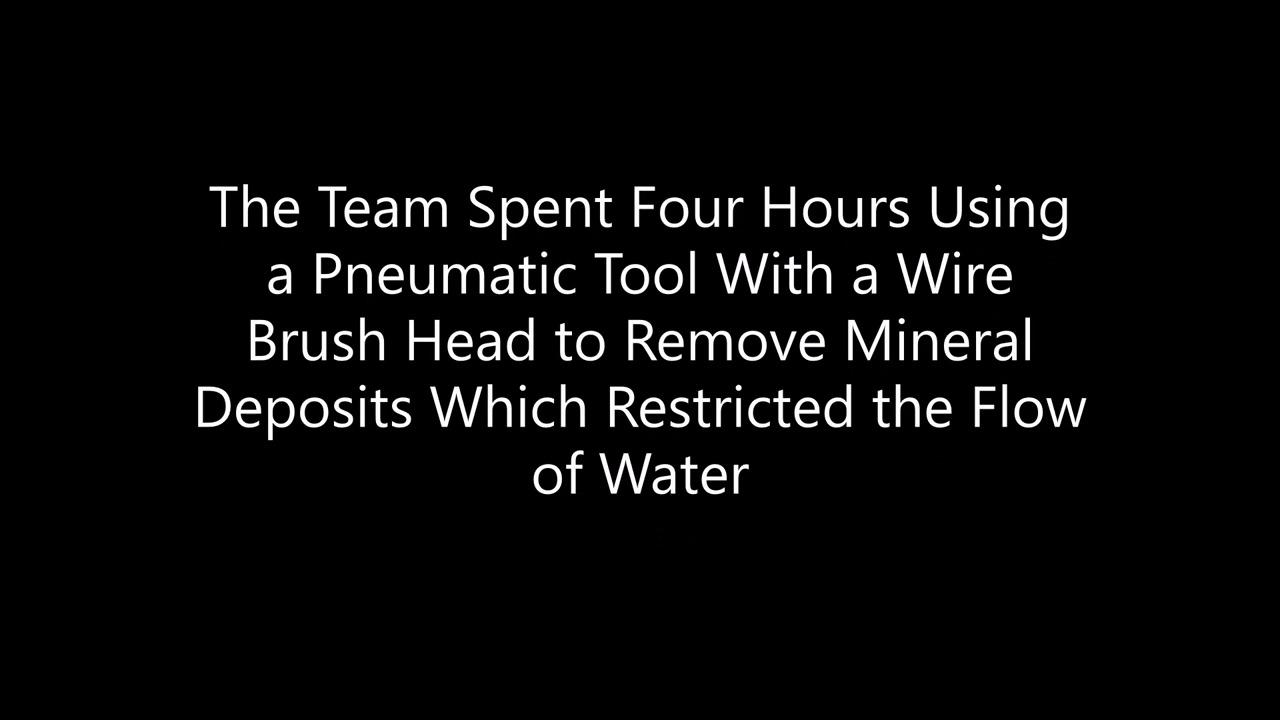 The Team Spent Four Hours Using
a Pneumatic Tool With a Wire
Brush Head to Remove Mineral
Deposits Which Restricted the Flow
of Water